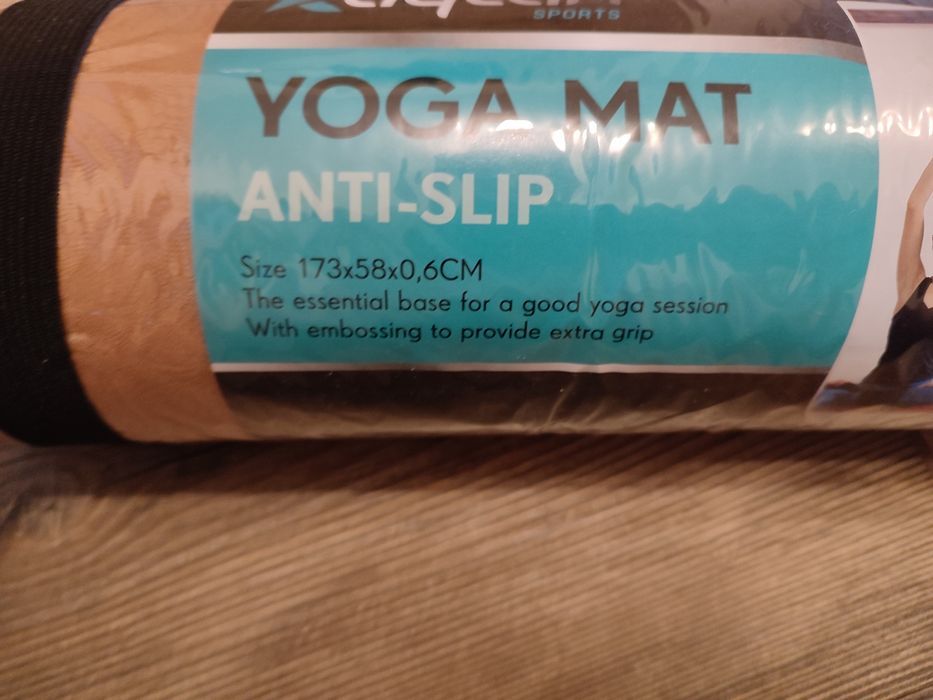 SPORTS
YOGA MAT
ANTI-SLIP
Size 173x58x0,6CM
The essential base for a good yoga session
With embossing to provide extra grip